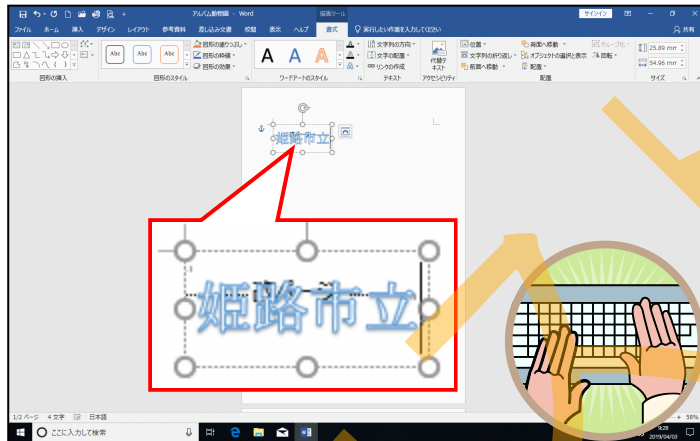 アルバム動物園 - Word
描画ツール
サインイン
ファイル ホーム 挿入 デザイン レイアウト 参考資料 差し込み文書 校閲 表示 ヘルプ 書式 実行したい作業を入力してください 共有
Abc Abc Abc
図形の塗りつぶし
図形の枠線
図形の効果
A A A
文字列の方向
文字の配置
リンクの作成
代替テキスト
位置
文字列の折り返し
前面へ移動
背面へ移動
オブジェクトの選択と表示
配置
グループ化
回転
25.89 mm
54.96 mm
図形の挿入 図形のスタイル ワードアートのスタイル テキスト アクセシビリティ 配置 サイズ
姫路市立
姫路市立
1/2 ページ 4 文字 日本語
58%
ここに入力して検索
9:28
2019/04/03